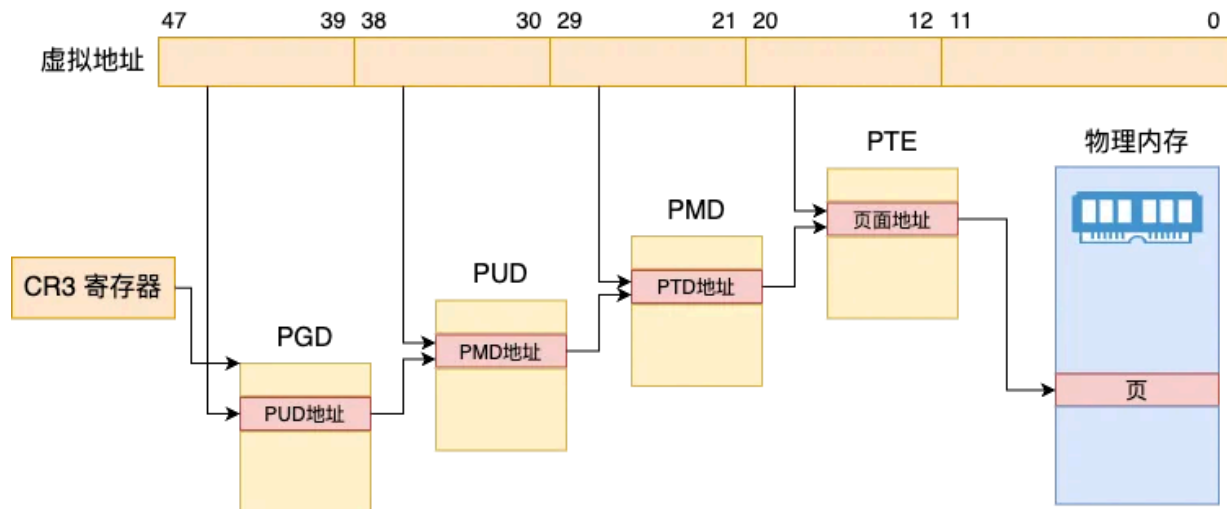 47 39 38 30 29 21 20 12 11 0
虚拟地址
PTE
物理内存
PMD
页面地址
PUD
CR3 寄存器
PTD地址
PGD
PMD地址
页
PUD地址